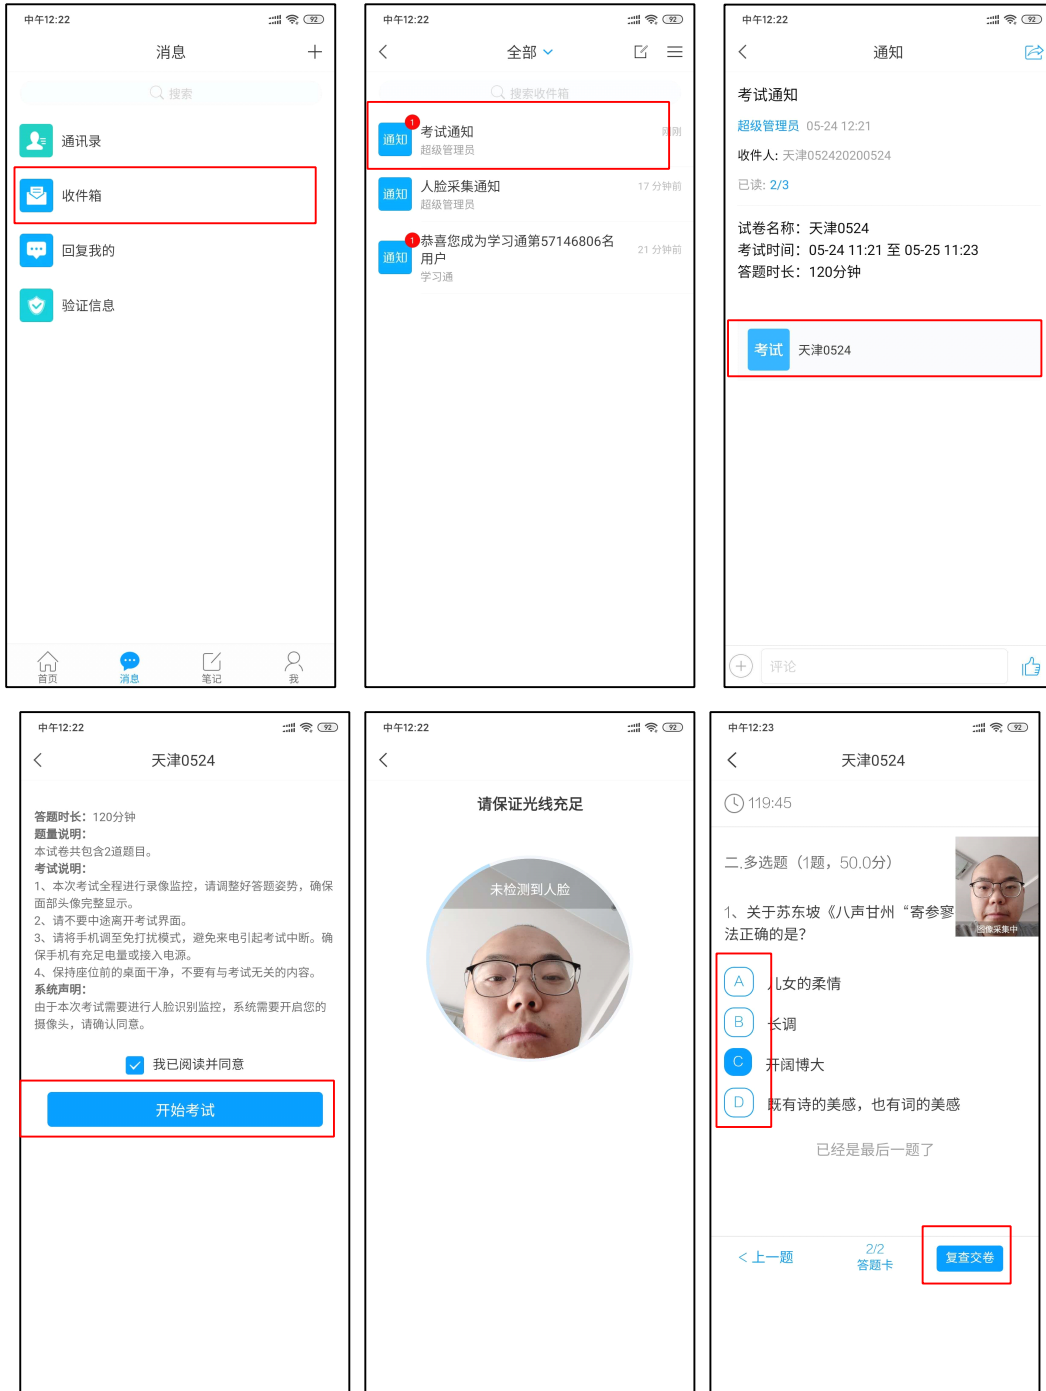 中午12:22
92
消息
搜索
通讯录
收件箱
回复我的
验证信息
首页
消息
笔记
我
中午12:22
92
全部
搜索收件箱
通知
1
考试通知
刚刚
超级管理员
通知
人脸采集通知
17 分钟前
超级管理员
通知
1
恭喜您成为学习通第57146806名
用户
21 分钟前
学习通
中午12:22
92
通知
考试通知
超级管理员 05-24 12:21
收件人: 天津052420200524
已读: 2/3
试卷名称：天津0524
考试时间：05-24 11:21 至 05-25 11:23
答题时长：120分钟
考试 天津0524
评论
中午12:22
92
天津0524
答题时长：120分钟
题量说明：
本试卷共包含2道题目。
考试说明：
1、本次考试全程进行录像监控，请调整好答题姿势，确保
面部头像完整显示。
2、请不要中途离开考试界面。
3、请将手机调至免打扰模式，避免来电引起考试中断。确
保手机有充足电量或接入电源。
4、保持座位前的桌面干净，不要有与考试无关的内容。
系统声明：
由于本次考试需要进行人脸识别监控，系统需要开启您的
摄像头，请确认同意。
我已阅读并同意
开始考试
中午12:22
92
请保证光线充足
未检测到人脸
中午12:23
92
天津0524
119:45
二.多选题（1题，50.0分）
1、关于苏东坡《八声甘州“寄参寥
法正确的是？
图像采集中
A 儿女的柔情
B 长调
C 开阔博大
D 既有诗的美感，也有词的美感
已经是最后一题了
< 上一题
2/2
答题卡
复查交卷